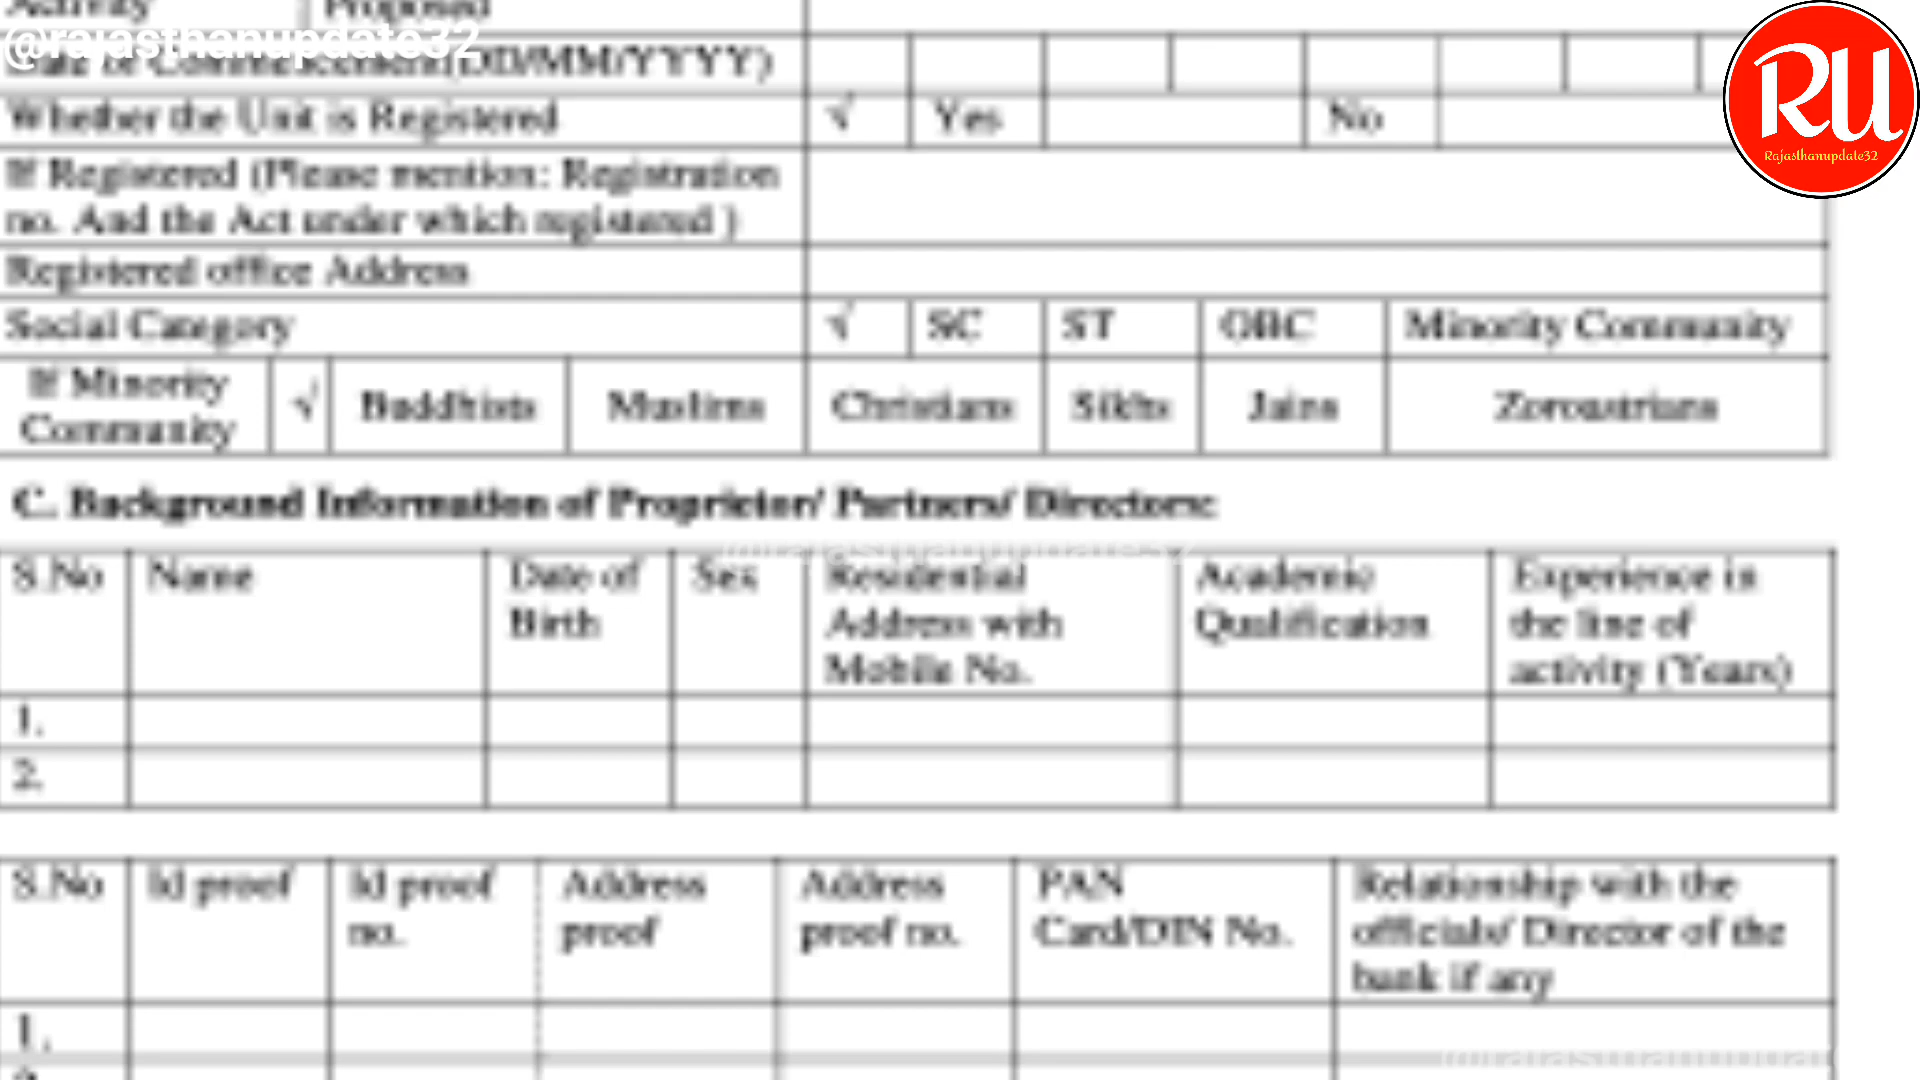 Activity Proposed
@rajasthanupdate32
Date of Commencement(DD/MM/YYYY)
Whether the Unit is Registered √ Yes No
If Registered (Please mention: Registration
no. And the Act under which registered )
Registered office Address
Social Category √ SC ST OBC Minority Community
If Minority
Community √ Buddhists Muslims Christians Sikhs Jains Zoroastrians
RU
Rajasthanupdate32
C. Background Information of Proprietor/ Partners/ Directors:
S.No Name Date of Birth Sex Residential Address with Mobile No. Academic Qualification Experience in the line of activity (Years)
1.
2.
S.No Id proof Id proof no. Address proof Address proof no. PAN Card/DIN No. Relationship with the officials/ Director of the bank if any
1.
2.